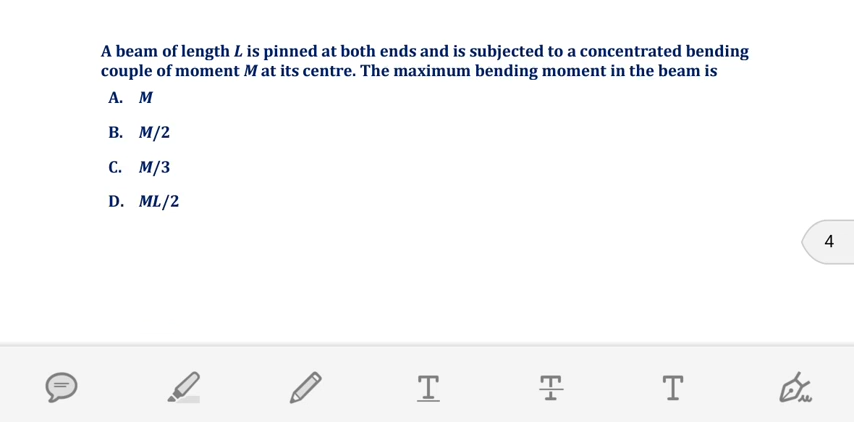 A beam of length L is pinned at both ends and is subjected to a concentrated bending
couple of moment M at its centre. The maximum bending moment in the beam is
A. M
B. M/2
C. M/3
D. ML/2
4
T
T
T